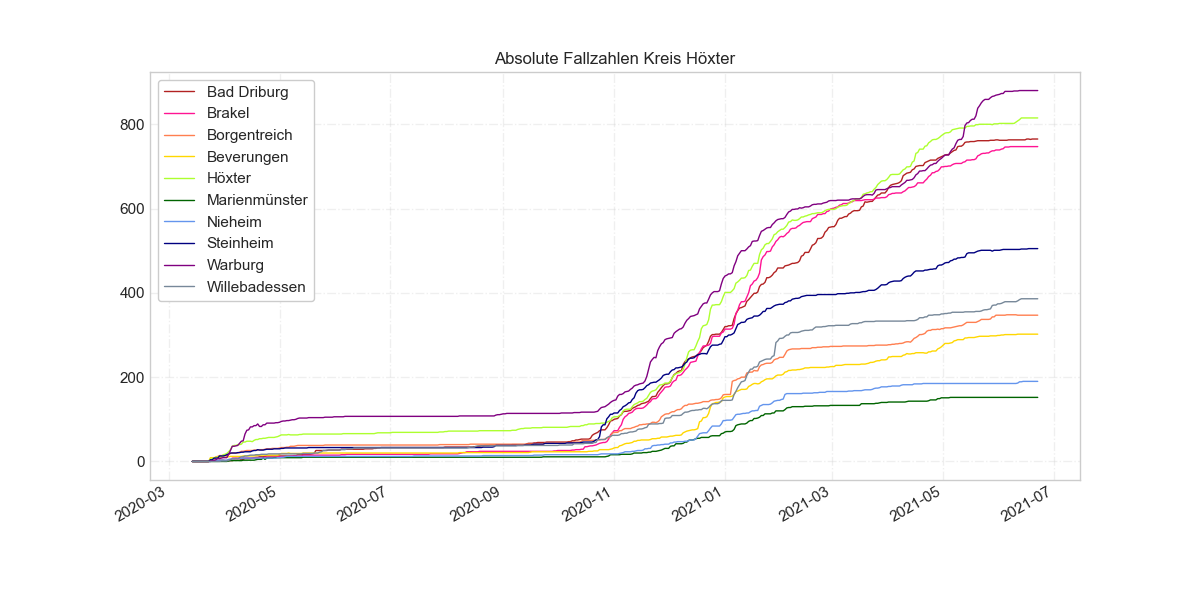 Absolute Fallzahlen Kreis Höxter
Bad Driburg
Brakel
Borgentreich
Beverungen
Höxter
Marienmünster
Nieheim
Steinheim
Warburg
Willebadessen
800
600
400
200
0
2020-03
2020-05
2020-07
2020-09
2020-11
2021-01
2021-03
2021-05
2021-07